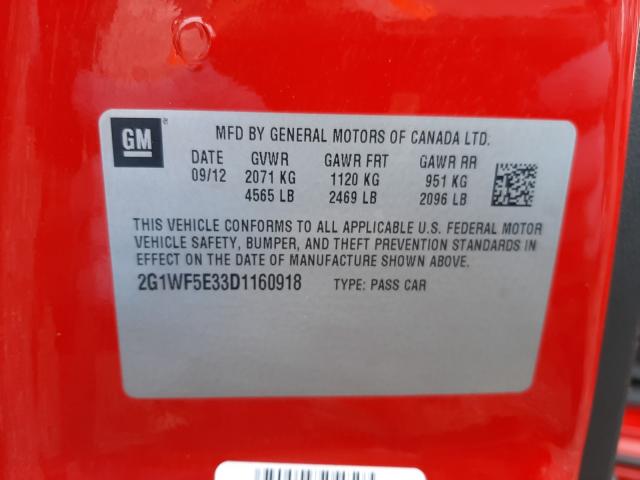 GM
MFD BY GENERAL MOTORS OF CANADA LTD.
DATE GVWR GAWR FRT GAWR RR
09/12 2071 KG 1120 KG 951 KG
4565 LB 2469 LB 2096 LB
THIS VEHICLE CONFORMS TO ALL APPLICABLE U.S. FEDERAL MOTOR
VEHICLE SAFETY, BUMPER, AND THEFT PREVENTION STANDARDS IN
EFFECT ON THE DATE OF MANUFACTURE SHOWN ABOVE.
2G1WF5E33D1160918 TYPE: PASS CAR